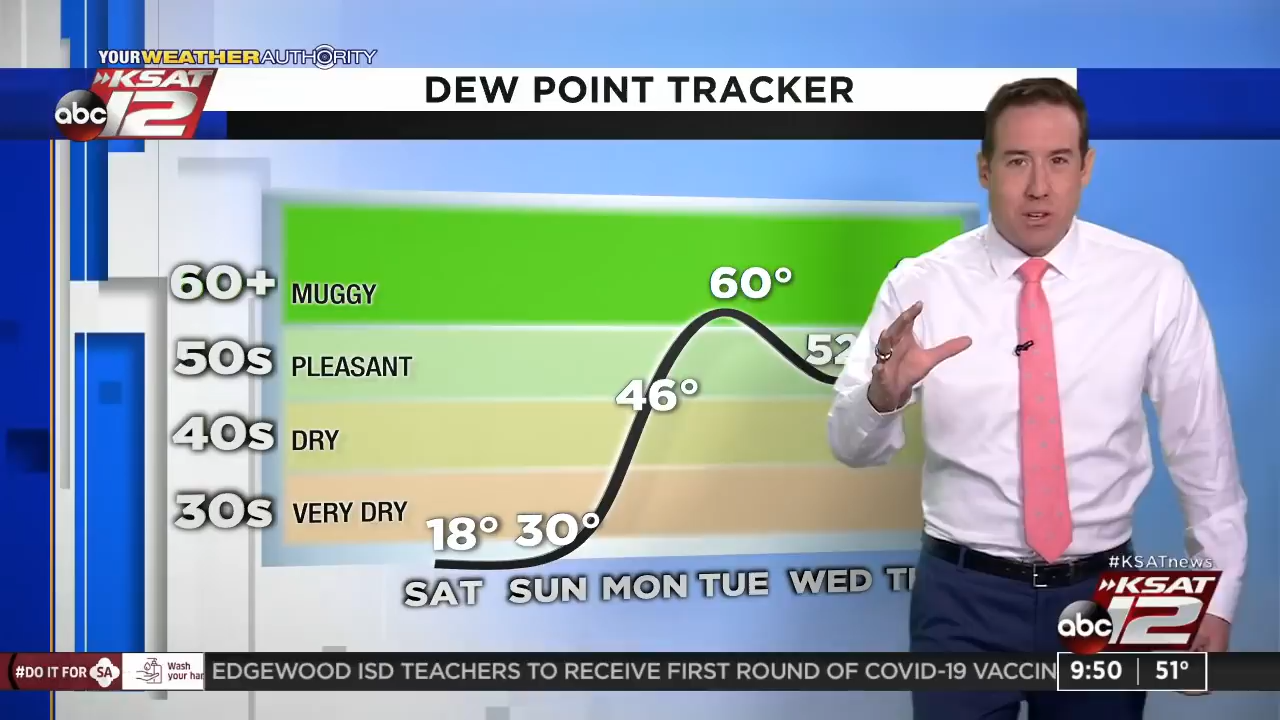 YOURWEATHERAUTHORITY
KSAT
abc 12
DEW POINT TRACKER
60+ MUGGY
50s PLEASANT
40s DRY
30s VERY DRY
18°
30°
46°
60°
52
SAT SUN MON TUE WED
#KSATnews
KSAT
abc 12
#DO IT FOR SA
Wash
your
EDGEWOOD ISD TEACHERS TO RECEIVE FIRST ROUND OF COVID-19
9:50 51°